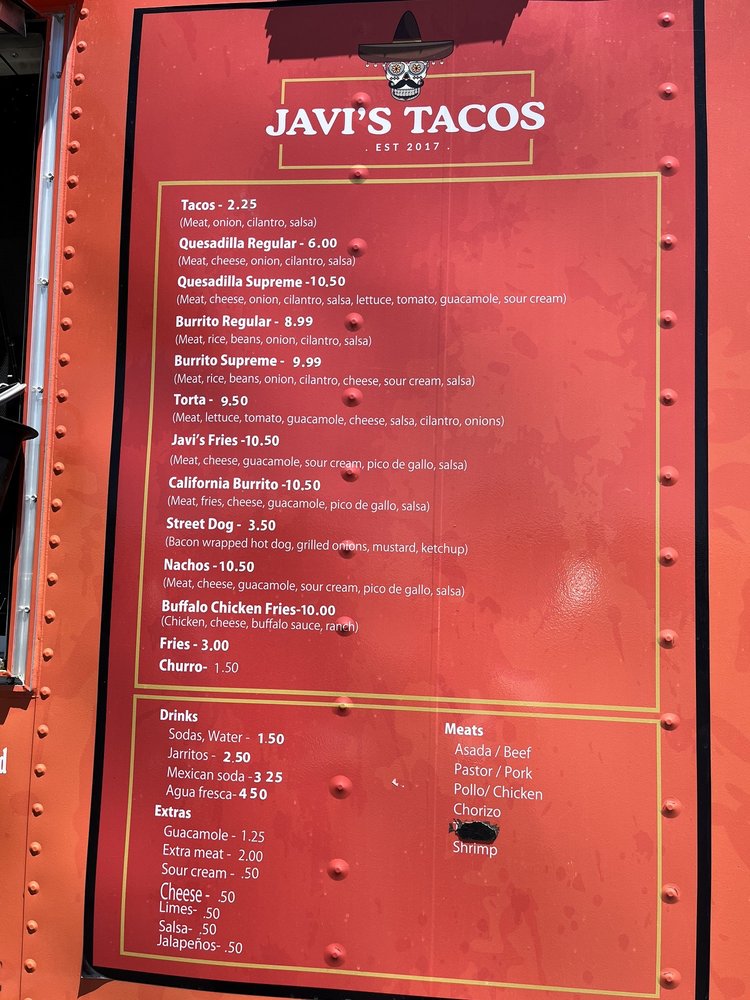 JAVI'S TACOS
. EST 2017 .
Tacos - 2.25
(Meat, onion, cilantro, salsa)
Quesadilla Regular - 6.00
(Meat, cheese, onion, cilantro, salsa)
Quesadilla Supreme -10,50
(Meat, cheese, onion, cilantro, salsa, lettuce, tomato, guacamole, sour cream)
Burrito Regular - 8.99
(Meat, rice, beans, onion, cilantro, salsa)
Burrito Supreme - 9.99
(Meat, rice, beans, onion, cilantro, cheese, sour cream, salsa)
Torta - 9.50
(Meat, lettuce, tomato, guacamole, cheese, salsa, cilantro, onions)
Javi's Fries -10.50
(Meat, cheese, guacamole, sour cream, pico de gallo, salsa)
California Burrito -10.50
(Meat, fries, cheese, guacamole, pico de gallo, salsa)
Street Dog - 3.50
(Bacon wrapped hot dog, grilled onions, mustard, ketchup)
Nachos - 10.50
(Meat, cheese, guacamole, sour cream, pico de gallo, salsa)
Buffalo Chicken Fries-10.00
(Chicken, cheese, buffalo sauce, ranch)
Fries - 3.00
Churro- 1.50
Drinks
Sodas, Water - 1.50
Jarritos - 2.50
Mexican soda -3 25
Agua fresca- 4 50
Extras
Guacamole - 1.25
Extra meat - 2.00
Sour cream - .50
Cheese - .50
Limes- .50
Salsa- .50
Jalapeños- .50
Meats
Asada / Beef
Pastor / Pork
Pollo/ Chicken
Chorizo
Shrimp